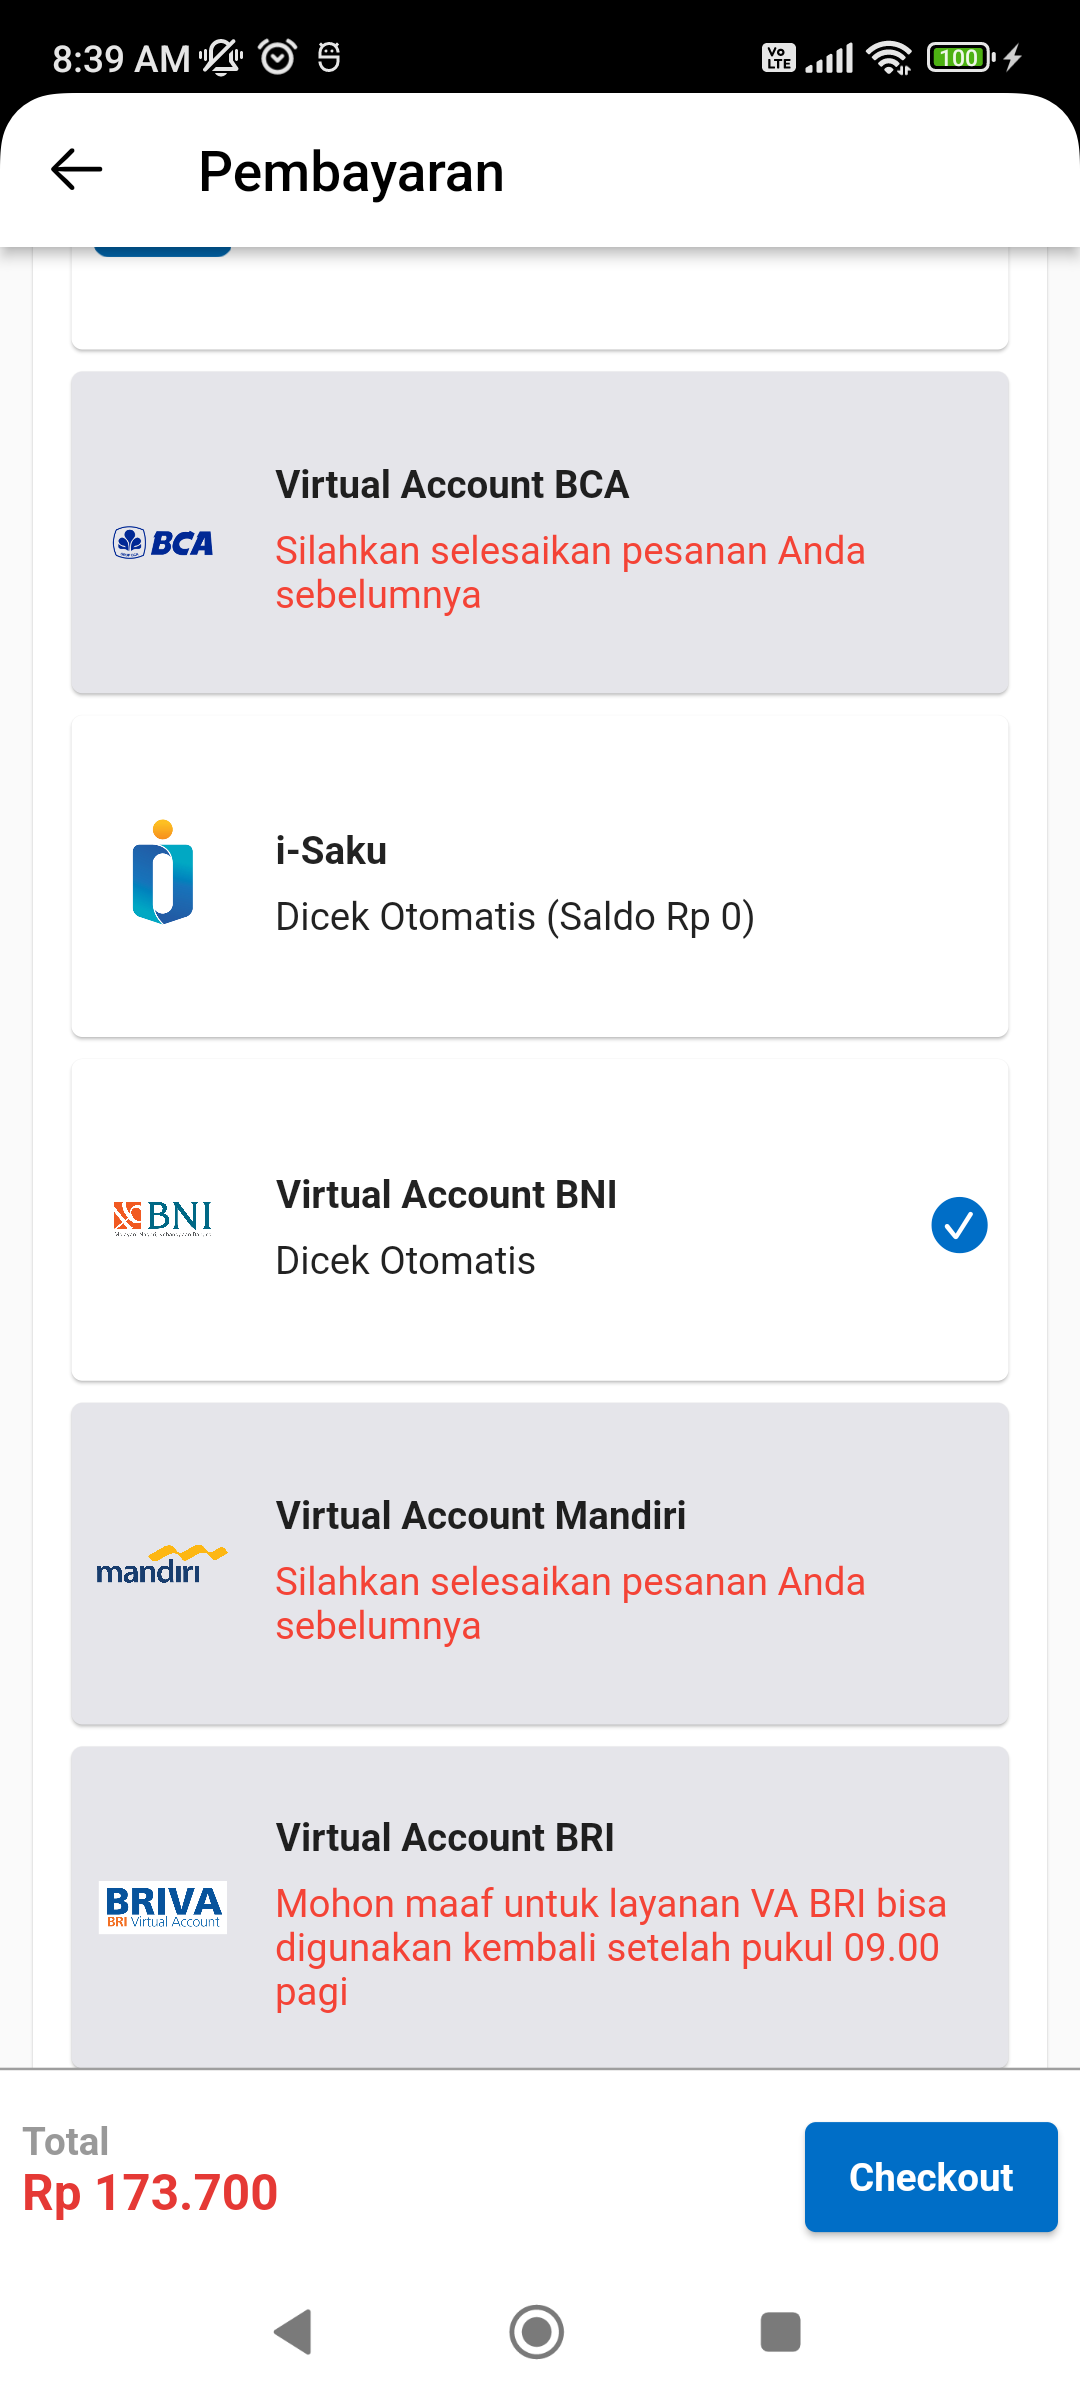 8:39 AM
Vo
LTE
100
Pembayaran
Virtual Account BCA
BCA
Silahkan selesaikan pesanan Anda
sebelumnya
i-Saku
Dicek Otomatis (Saldo Rp 0)
Virtual Account BNI
BNI
Dicek Otomatis
Virtual Account Mandiri
mandiri
Silahkan selesaikan pesanan Anda
sebelumnya
Virtual Account BRI
BRIVA
BRI Virtual Account
Mohon maaf untuk layanan VA BRI bisa
digunakan kembali setelah pukul 09.00
pagi
Total
Rp 173.700
Checkout